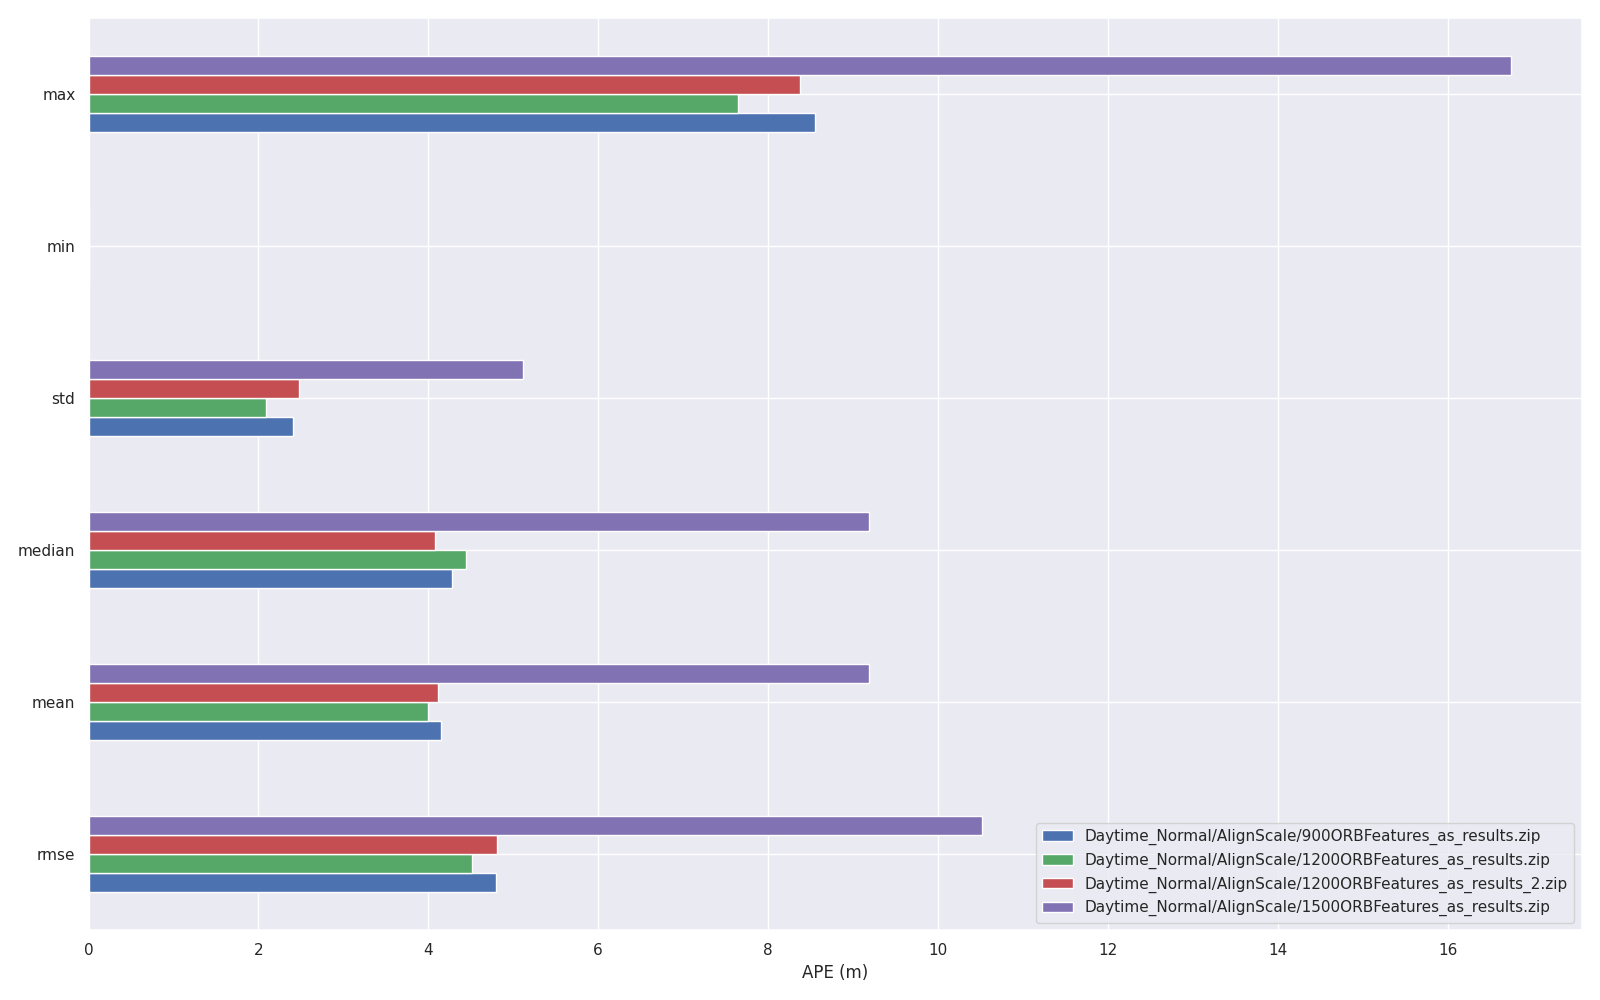 max
min
std
median
mean
rmse
Daytime_Normal/AlignScale/900ORBFeatures_as_results.zip
Daytime_Normal/AlignScale/1200ORBFeatures_as_results.zip
Daytime_Normal/AlignScale/1200ORBFeatures_as_results_2.zip
Daytime_Normal/AlignScale/1500ORBFeatures_as_results.zip
0 2 4 6 8 10 12 14 16
APE (m)